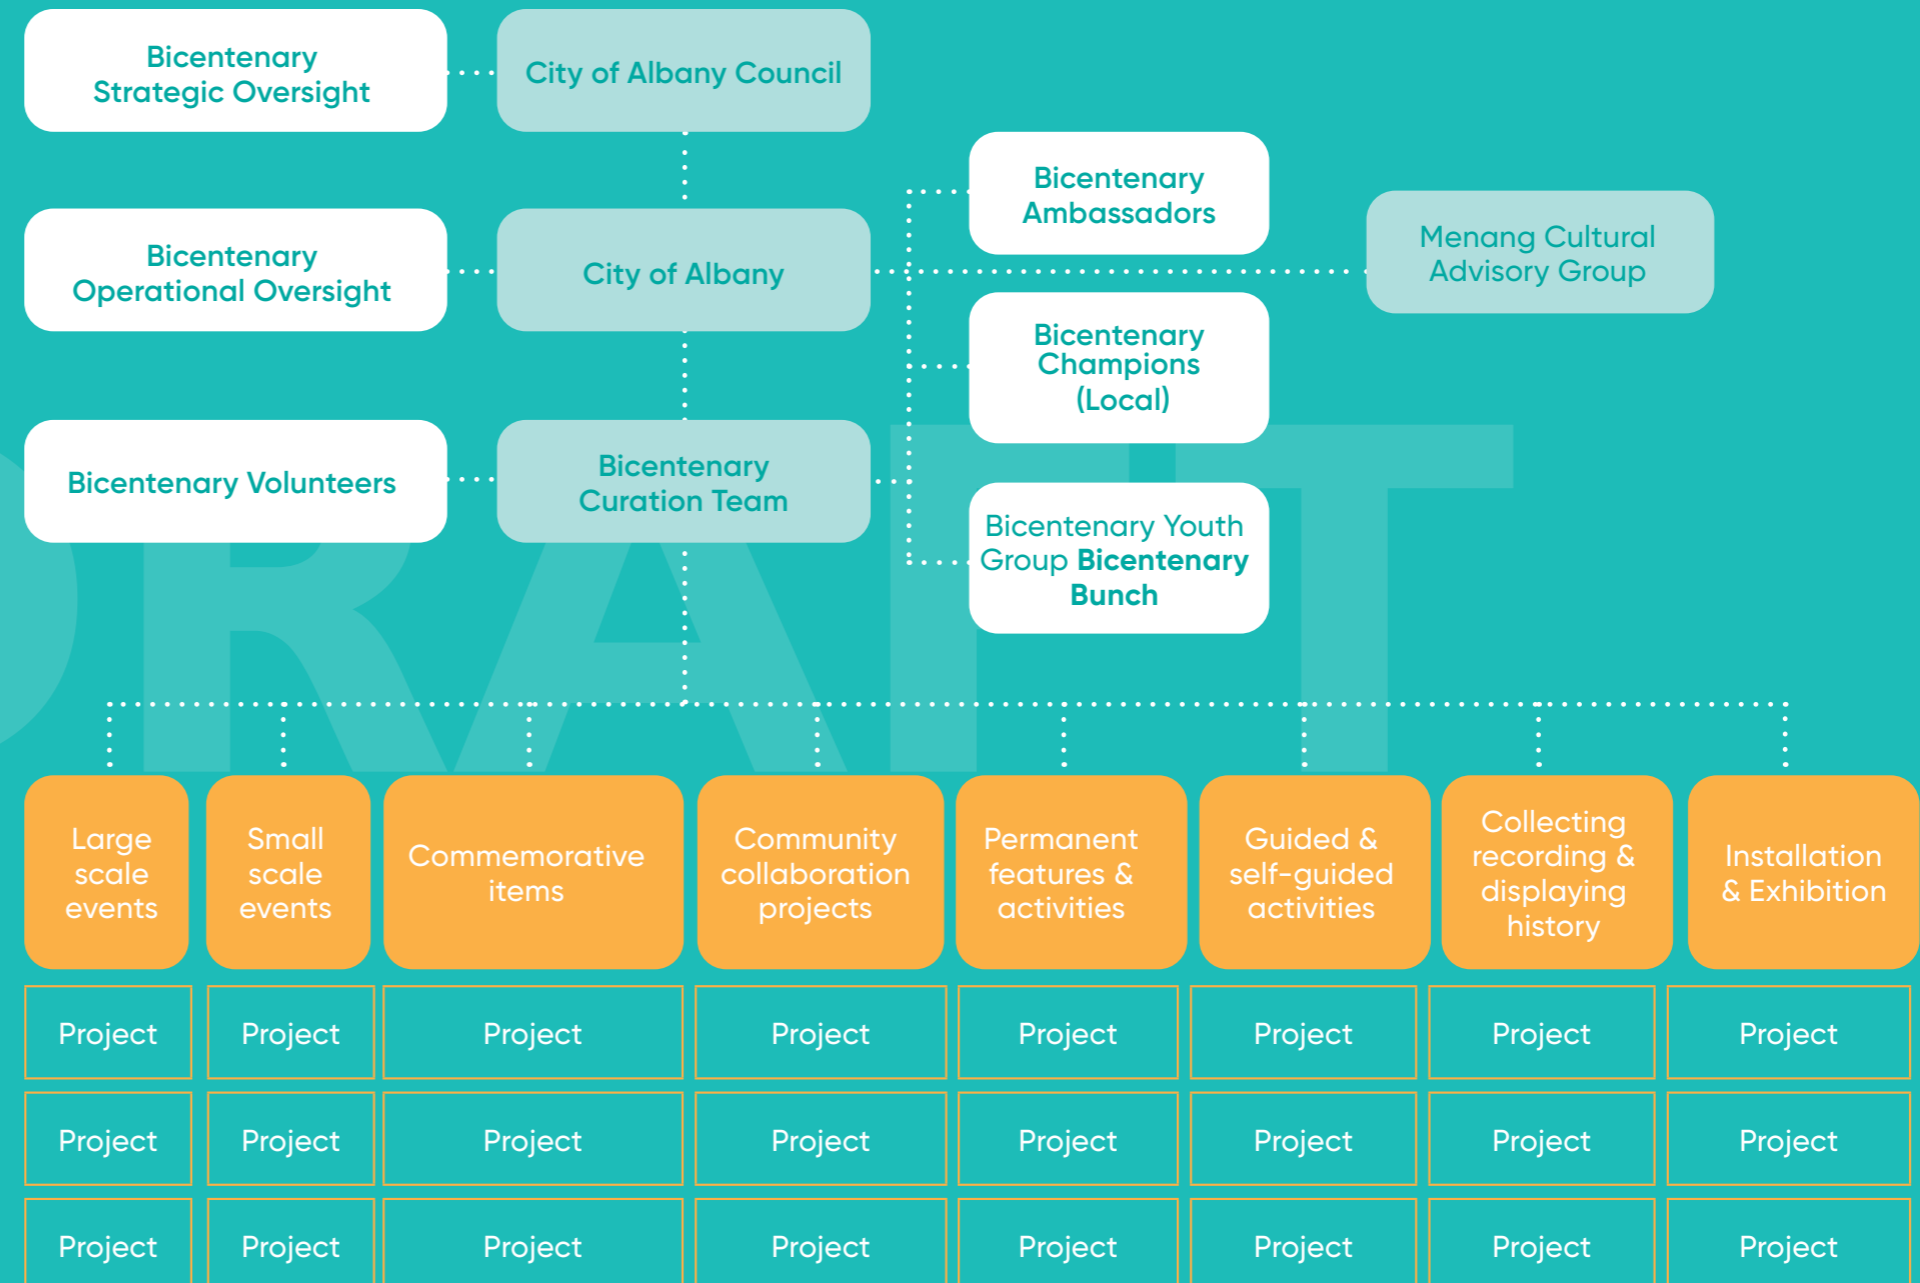 Bicentenary
Strategic Oversight
City of Albany Council
Bicentenary
Ambassadors
Menang Cultural
Advisory Group
Bicentenary
Operational Oversight
City of Albany
Bicentenary
Champions
(Local)
Bicentenary Volunteers
Bicentenary
Curation Team
Bicentenary Youth
Group Bicentenary
Bunch
DRAFT
Large
scale
events
Small
scale
events
Commemorative
items
Community
collaboration
projects
Permanent
features &
activities
Guided &
self-guided
activities
Collecting
recording &
displaying
history
Installation
& Exhibition
Project Project Project Project Project Project Project Project
Project Project Project Project Project Project Project Project
Project Project Project Project Project Project Project Project